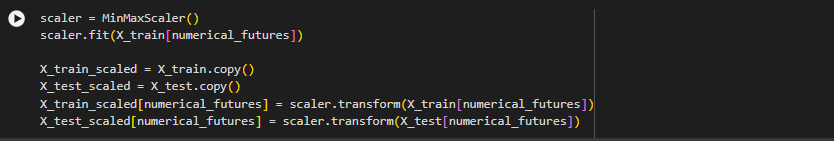 scaler = MinMaxScaler()
scaler.fit(X_train[numerical_futures])
X_train_scaled = X_train.copy()
X_test_scaled = X_test.copy()
X_train_scaled[numerical_futures] = scaler.transform(X_train[numerical_futures])
X_test_scaled[numerical_futures] = scaler.transform(X_test[numerical_futures])